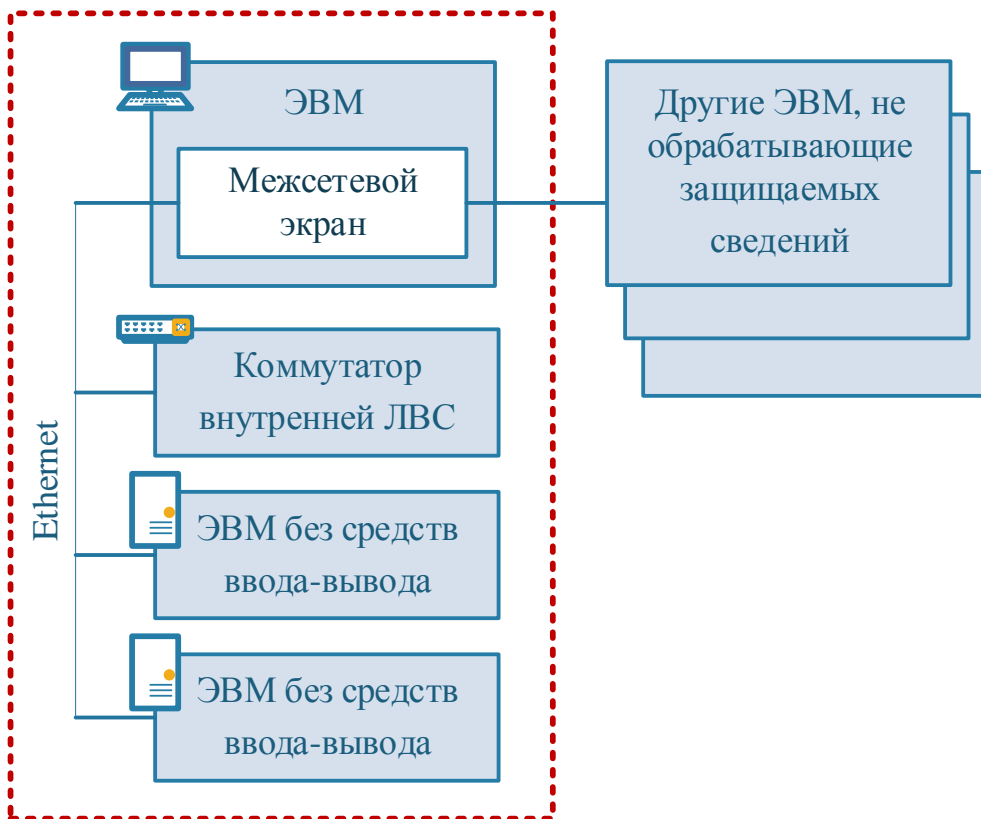 ЭВМ
Межсетевой
экран
Другие ЭВМ, не
обрабатывающие
защищаемых
сведений
Коммутатор
внутренней ЛВС
Ethernet
ЭВМ без средств
ввода-вывода
ЭВМ без средств
ввода-вывода